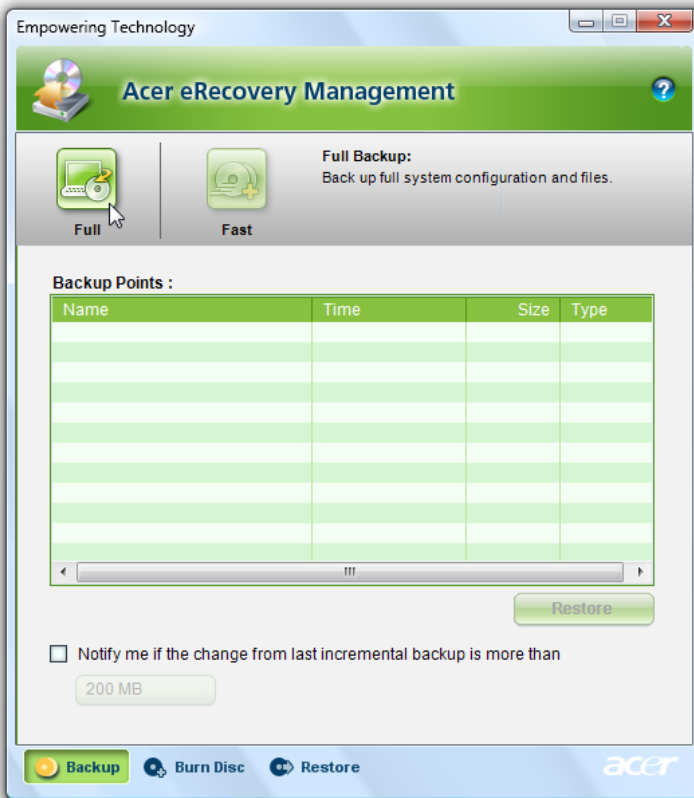 Empowering Technology
Acer eRecovery Management
?
Full
Fast
Full Backup:
Back up full system configuration and files.
Backup Points :
Name Time Size Type
Restore
Notify me if the change from last incremental backup is more than
200 MB
Backup Burn Disc Restore acer